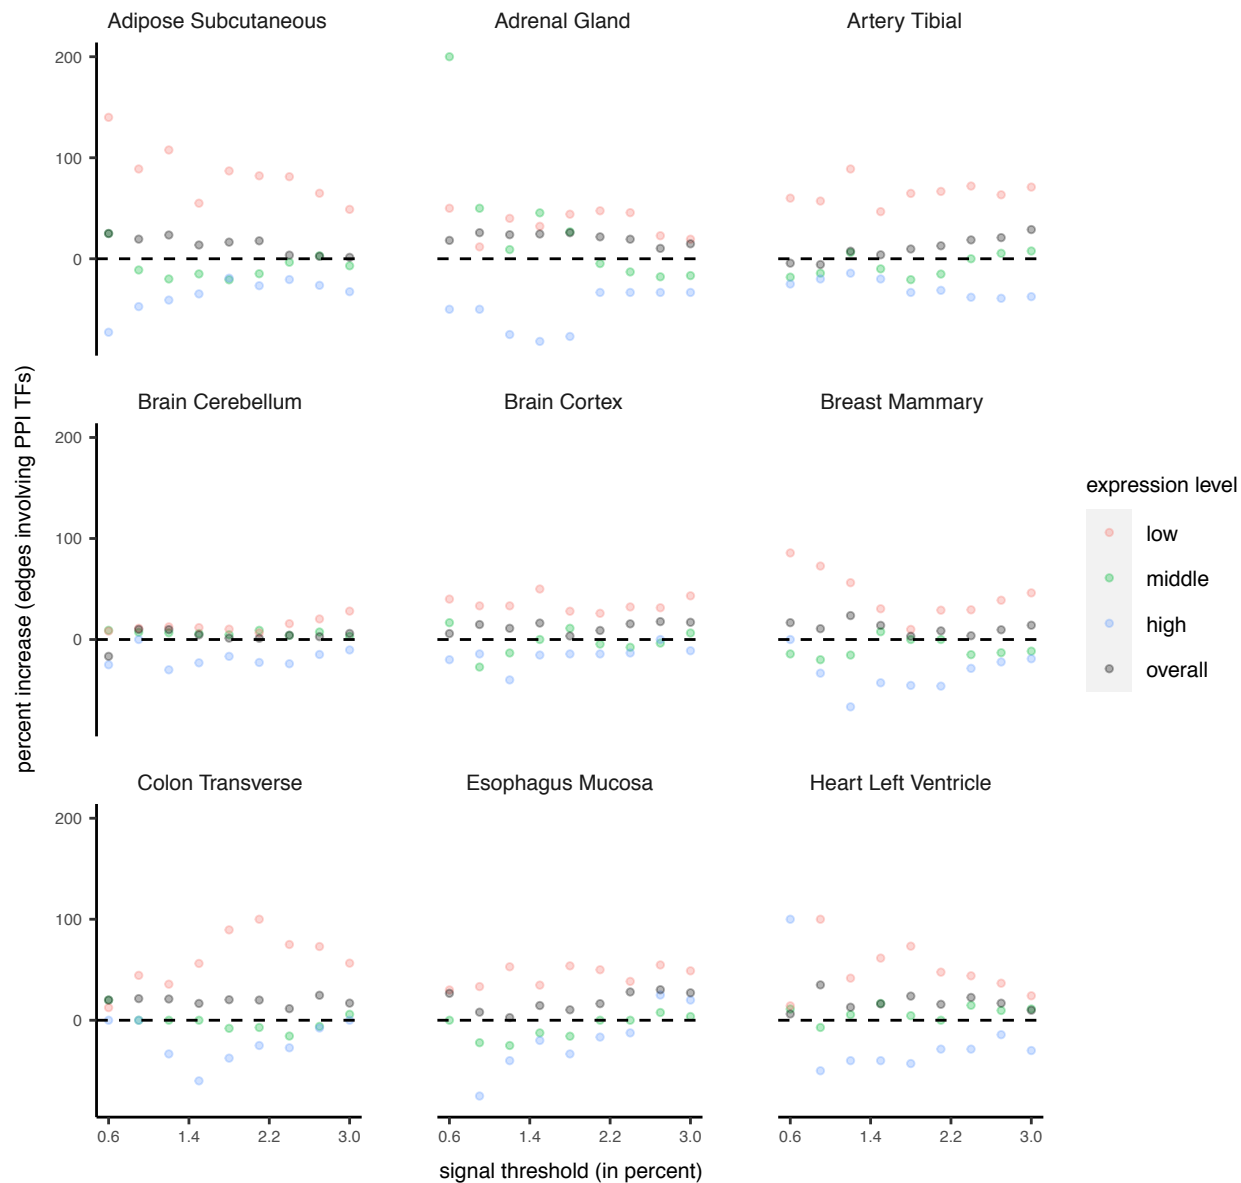 Adipose Subcutaneous
Adrenal Gland
Artery Tibial
200
100
0
Brain Cerebellum
Brain Cortex
Breast Mammary
200
100
0
Colon Transverse
Esophagus Mucosa
Heart Left Ventricle
200
100
0
0.6 1.4 2.2 3.0
0.6 1.4 2.2 3.0
0.6 1.4 2.2 3.0
signal threshold (in percent)
percent increase (edges involving PPI TFs)
expression level
low
middle
high
overall